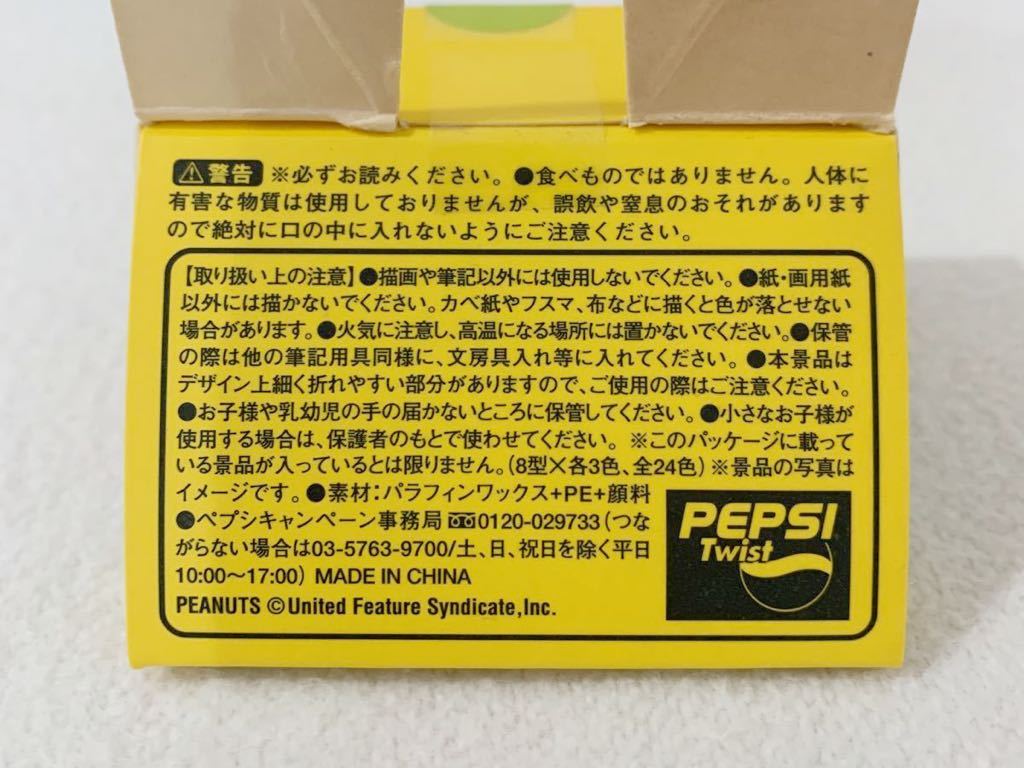 ⚠警告 ※必ずお読みください。●食べものではありません。人体に
有害な物質は使用しておりませんが、誤飲や窒息のおそれがあります
ので絶対に口の中に入れないようにご注意ください。
【取り扱い上の注意】●描画や筆記以外には使用しないでください。●紙・画用紙
以外には描かないでください。カベ紙やフスマ、布などに描くと色が落とせない
場合があります。●火気に注意し、高温になる場所には置かないでください。●保管
の際は他の筆記用具同様に、文房具入れ等に入れてください。●本景品は
デザイン上細く折れやすい部分がありますので、ご使用の際はご注意ください。
●お子様や乳幼児の手の届かないところに保管してください。●小さなお子様が
使用する場合は、保護者のもとで使わせてください。※このパッケージに載って
いる景品が入っているとは限りません。(8型×各3色、全24色)※景品の写真は
イメージです。●素材:パラフィンワックス+PE+顔料
●ペプシキャンペーン事務局 0120-029733(つな
がらない場合は03-5763-9700/土、日、祝日を除く平日
10:00〜17:00) MADE IN CHINA
PEANUTS ©United Feature Syndicate,Inc.
PEPSI
Twist